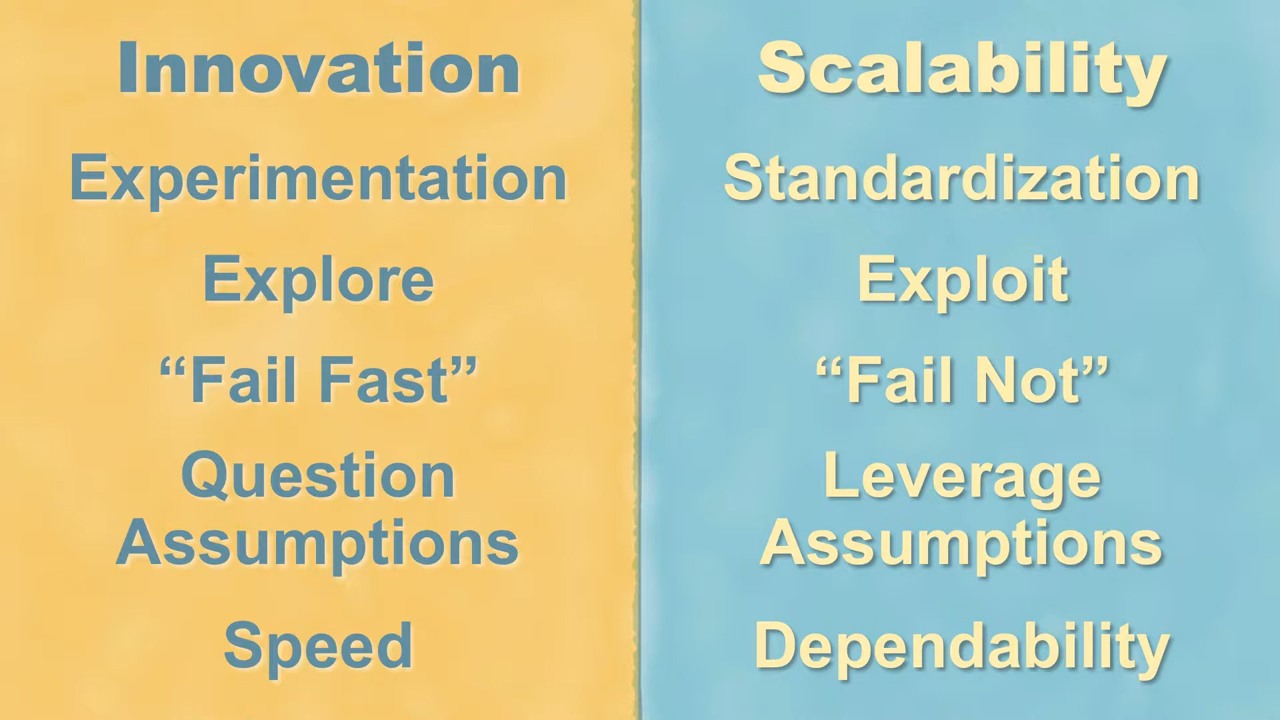 Innovation
Experimentation
Explore
“Fail Fast”
Question
Assumptions
Speed
Scalability
Standardization
Exploit
“Fail Not”
Leverage
Assumptions
Dependability